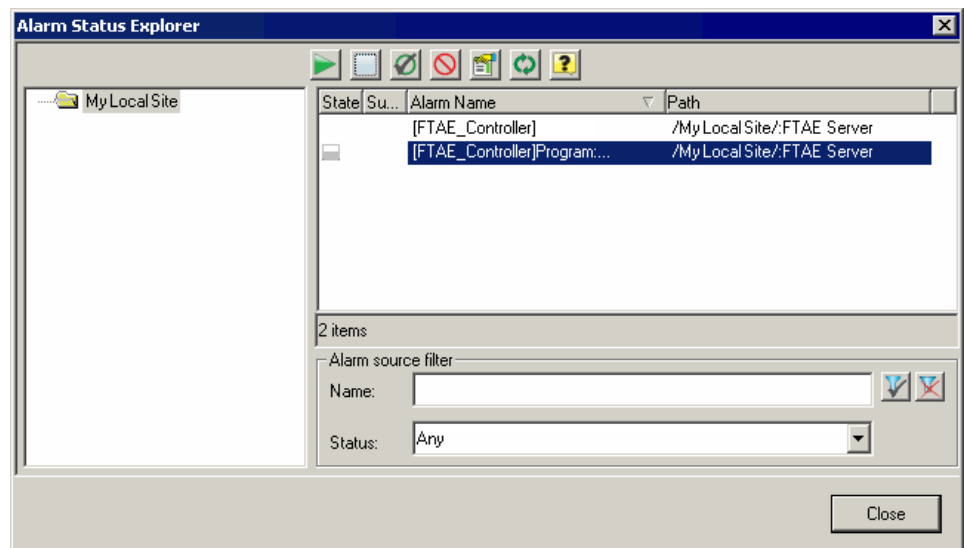 Alarm Status Explorer
My Local Site
State Su... Alarm Name Path
[FTAE_Controller] /My Local Site/:FTAE Server
[FTAE_Controller]Program:... /My Local Site/:FTAE Server
2 items
Alarm source filter
Name:
Status: Any
Close